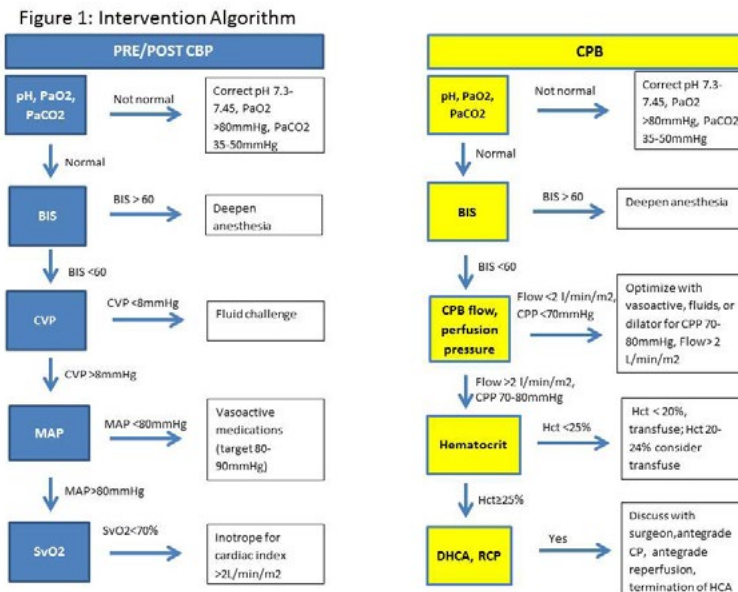 Figure 1: Intervention Algorithm
PRE/POST CBP
pH, PaO2,
PaCO2
Not normal
Correct pH 7.3-
7.45, PaO2
>80mmHg, PaCO2
35-50mmHg
Normal
BIS
BIS > 60
Deepen
anesthesia
BIS <60
CVP
CVP <8mmHg
Fluid challenge
CVP >8mmHg
MAP
MAP <80mmHg
Vasoactive
medications
(target 80-
90mmHg)
MAP>80mmHg
SvO2
SvO2<70%
Inotrope for
cardiac index
>2L/min/m2
CPB
pH, PaO2,
PaCO2
Not normal
Correct pH 7.3-
7.45, PaO2
>80mmHg, PaCO2
35-50mmHg
Normal
BIS
BIS > 60
Deepen anesthesia
BIS <60
CPB flow,
perfusion
pressure
Flow <2 l/min/m2,
CPP <70mmHg
Optimize with
vasoactive, fluids, or
dilator for CPP 70-
80mmHg, Flow> 2
L/min/m2
Flow >2 l/min/m2,
CPP 70-80mmHg
Hematocrit
Hct <25%
Hct < 20%,
transfuse; Hct 20-
24% consider
transfuse
Hct≥25%
DHCA, RCP
Yes
Discuss with
surgeon,antegrade
CP, antegrade
reperfusion,
termination of HCA